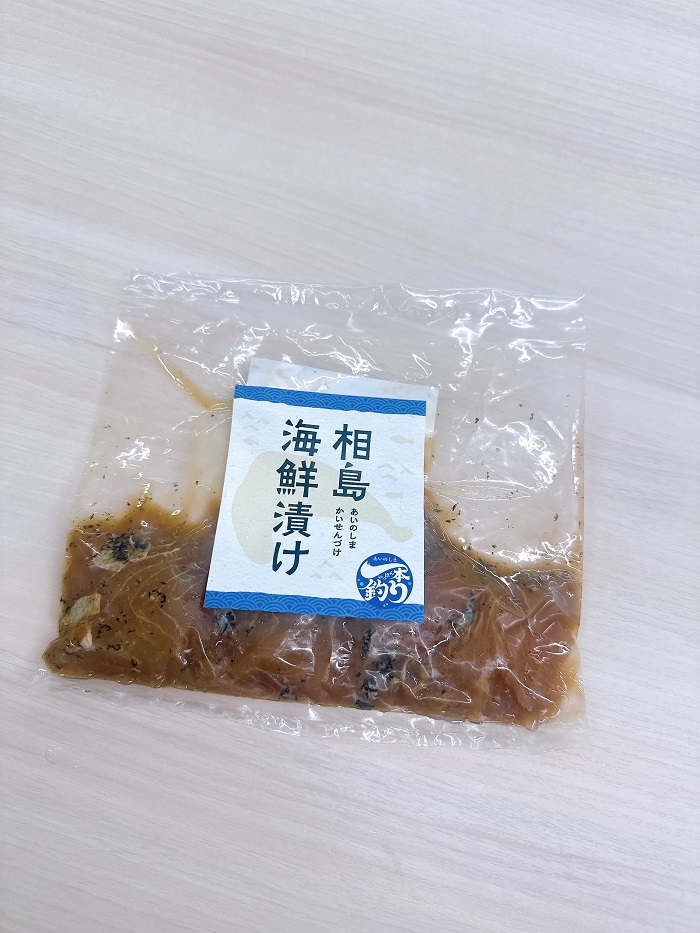 相島
海鮮漬け
あいのしま
かいせんづけ
あいのしま
一本釣り